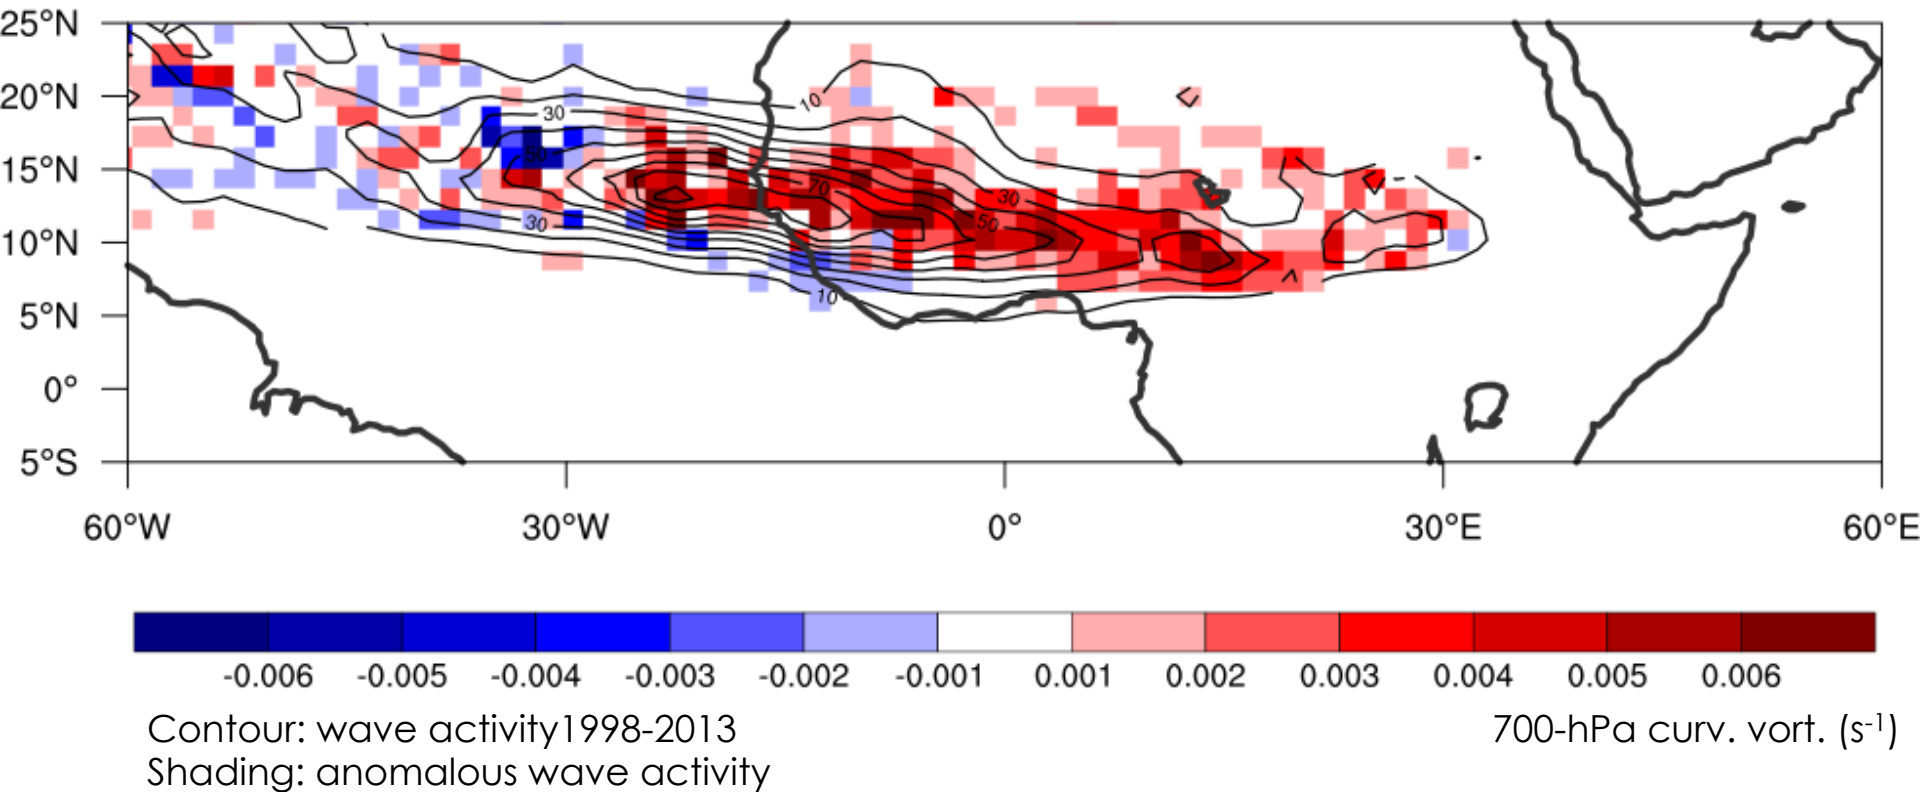 25°N
20°N
15°N
10°N
5°N
0°
5°S
10
30
50
70
30
50
30
10
60°W 30°W 0° 30°E 60°E
-0.006 -0.005 -0.004 -0.003 -0.002 -0.001 0.001 0.002 0.003 0.004 0.005 0.006
Contour: wave activity1998-2013
700-hPa curv. vort. (s⁻¹)
Shading: anomalous wave activity